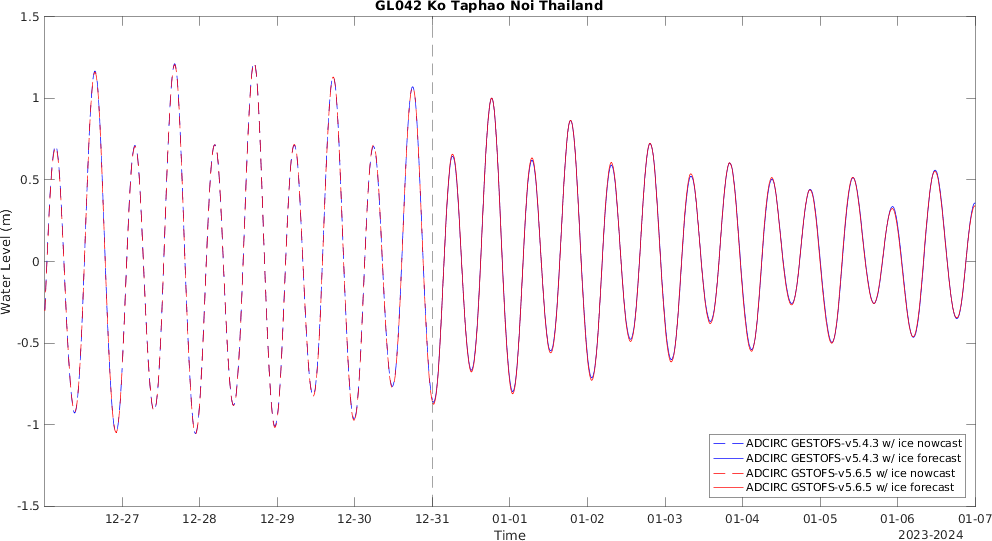 GL042 Ko Taphao Noi Thailand
1.5
1
0.5
0
-0.5
-1
-1.5
Water Level (m)
ADCIRC GESTOFS-v5.4.3 w/ ice nowcast
ADCIRC GESTOFS-v5.4.3 w/ ice forecast
ADCIRC GSTOFS-v5.6.5 w/ ice nowcast
ADCIRC GSTOFS-v5.6.5 w/ ice forecast
12-27 12-28 12-29 12-30 12-31 01-01 01-02 01-03 01-04 01-05 01-06 01-07
Time
2023-2024